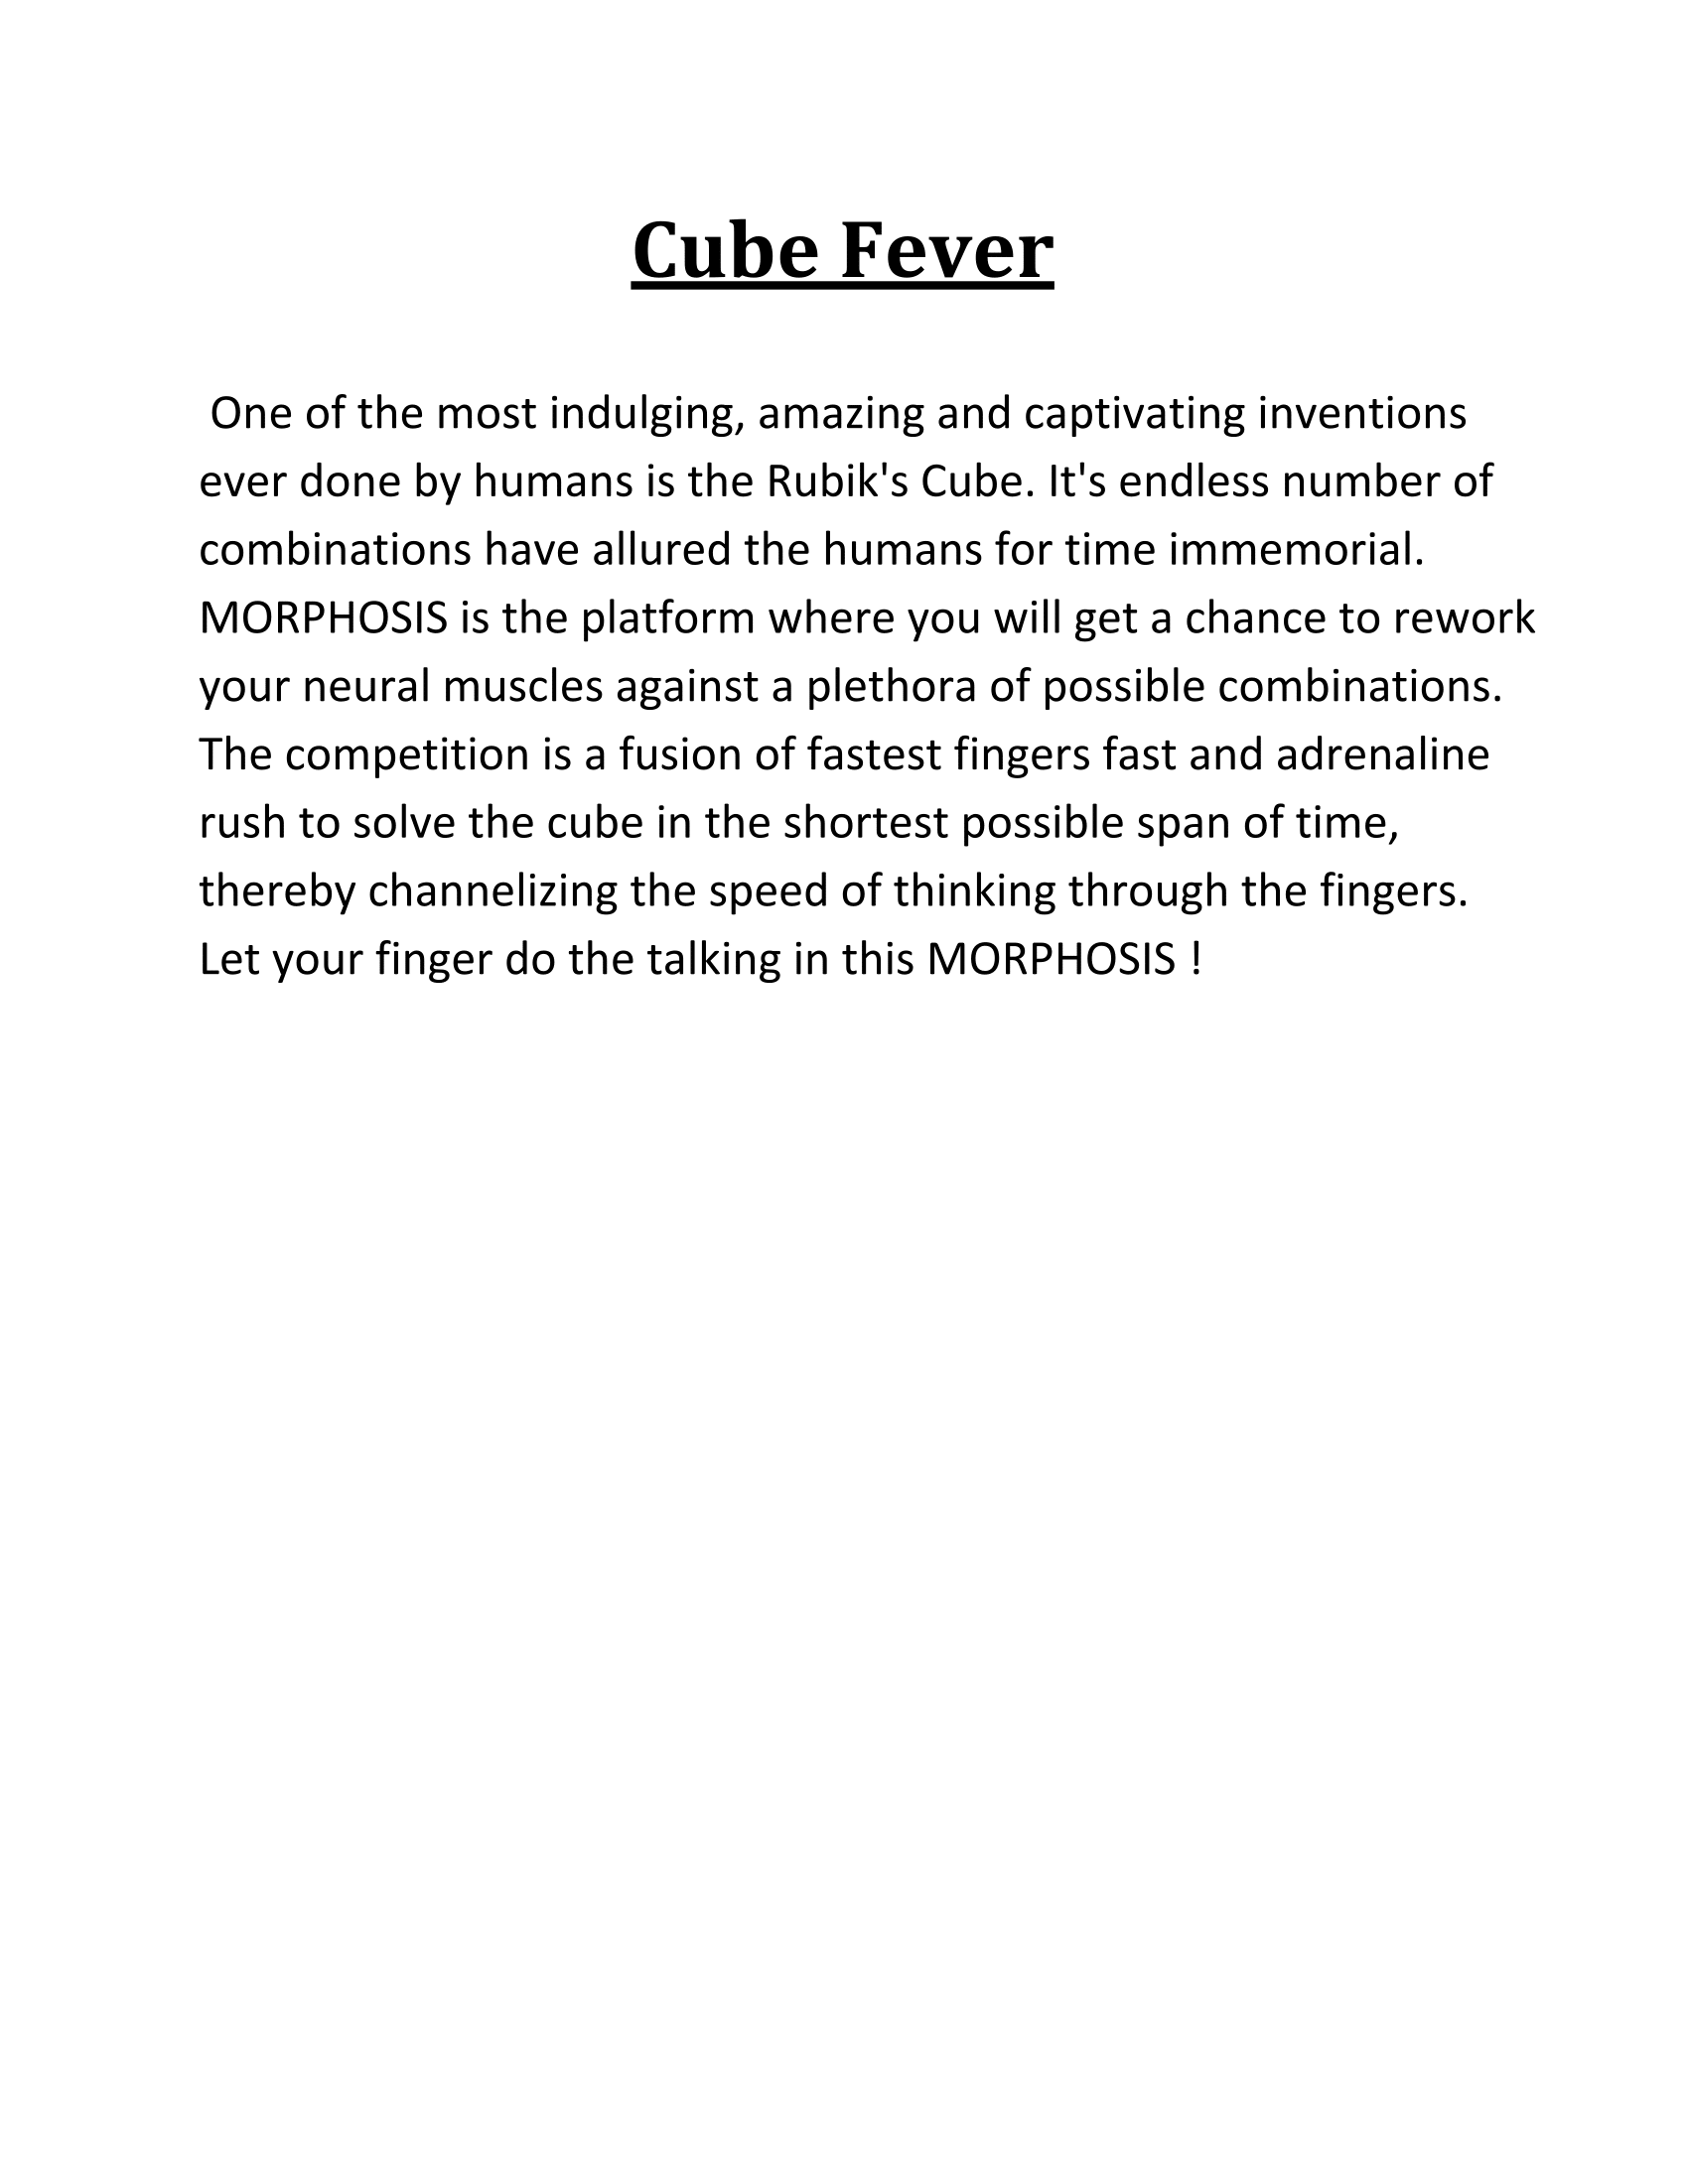 Cube Fever
One of the most indulging, amazing and captivating inventions
ever done by humans is the Rubik's Cube. It's endless number of
combinations have allured the humans for time immemorial.
MORPHOSIS is the platform where you will get a chance to rework
your neural muscles against a plethora of possible combinations.
The competition is a fusion of fastest fingers fast and adrenaline
rush to solve the cube in the shortest possible span of time,
thereby channelizing the speed of thinking through the fingers.
Let your finger do the talking in this MORPHOSIS !